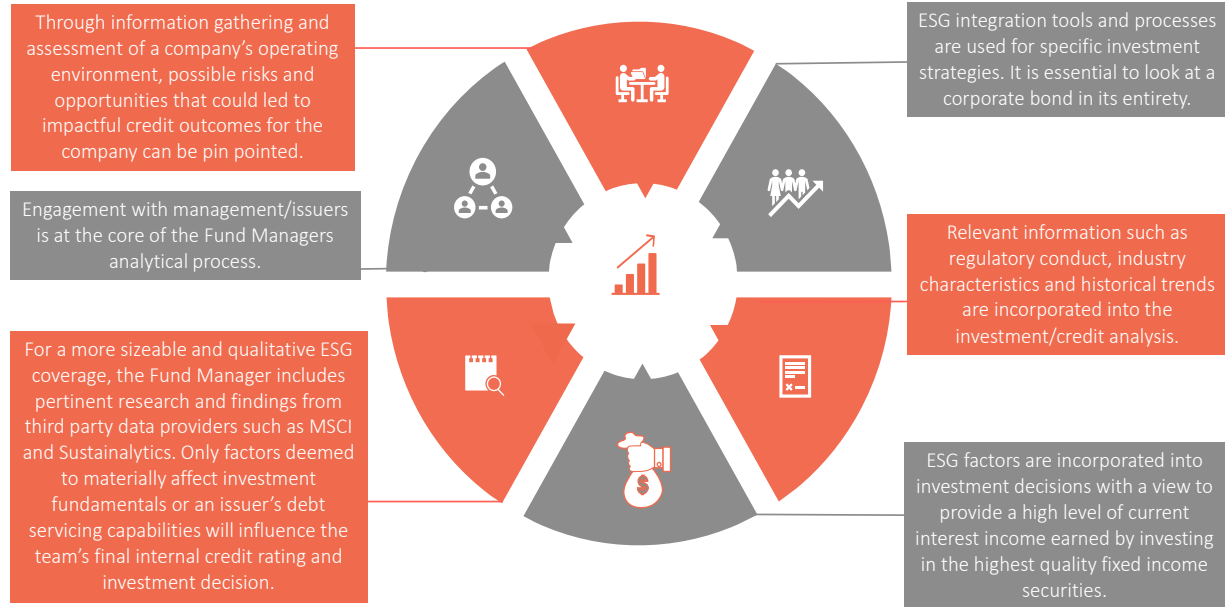 Through information gathering and
assessment of a company's operating
environment, possible risks and
opportunities that could led to
impactful credit outcomes for the
company can be pin pointed.
Engagement with management/issuers
is at the core of the Fund Managers
analytical process.
For a more sizeable and qualitative ESG
coverage, the Fund Manager includes
pertinent research and findings from
third party data providers such as MSCI
and Sustainalytics. Only factors deemed
to materially affect investment
fundamentals or an issuer's debt
servicing capabilities will influence the
team's final internal credit rating and
investment decision.
$
ESG integration tools and processes
are used for specific investment
strategies. It is essential to look at a
corporate bond in its entirety.
Relevant information such as
regulatory conduct, industry
characteristics and historical trends
are incorporated into the
investment/credit analysis.
ESG factors are incorporated into
investment decisions with a view to
provide a high level of current
interest income earned by investing
in the highest quality fixed income
securities.